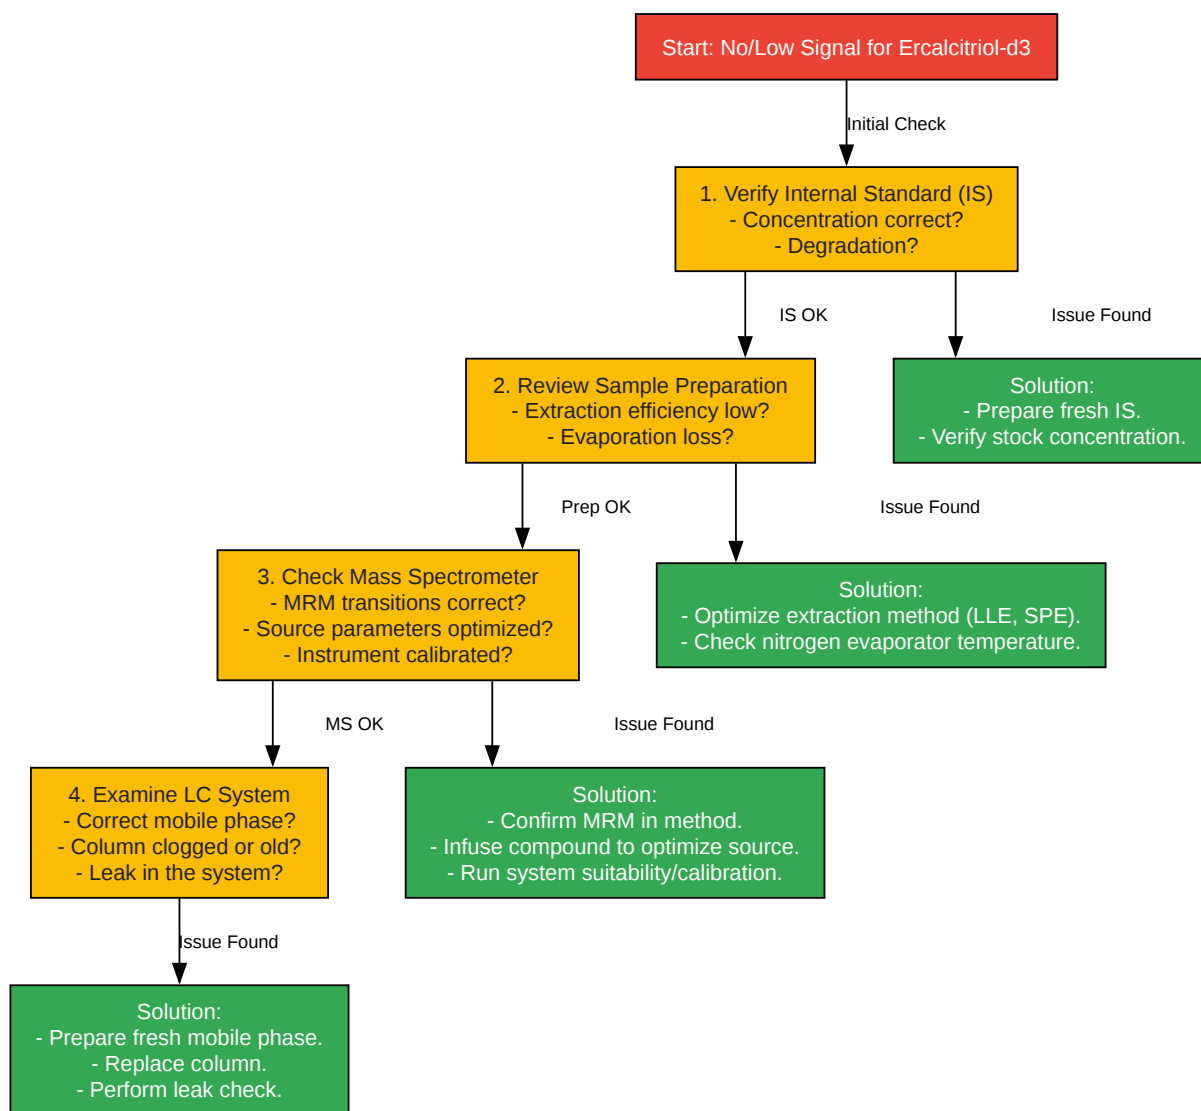 Start: No/Low Signal for Ercalcitriol-d3
Initial Check
1. Verify Internal Standard (IS)
- Concentration correct?
- Degradation?
IS OK
Issue Found
2. Review Sample Preparation
- Extraction efficiency low?
- Evaporation loss?
Solution:
- Prepare fresh IS.
- Verify stock concentration.
Prep OK
Issue Found
3. Check Mass Spectrometer
- MRM transitions correct?
- Source parameters optimized?
- Instrument calibrated?
Solution:
- Optimize extraction method (LLE, SPE).
- Check nitrogen evaporator temperature.
MS OK
Issue Found
4. Examine LC System
- Correct mobile phase?
- Column clogged or old?
- Leak in the system?
Solution:
- Confirm MRM in method.
- Infuse compound to optimize source.
- Run system suitability/calibration.
Issue Found
Solution:
- Prepare fresh mobile phase.
- Replace column.
- Perform leak check.